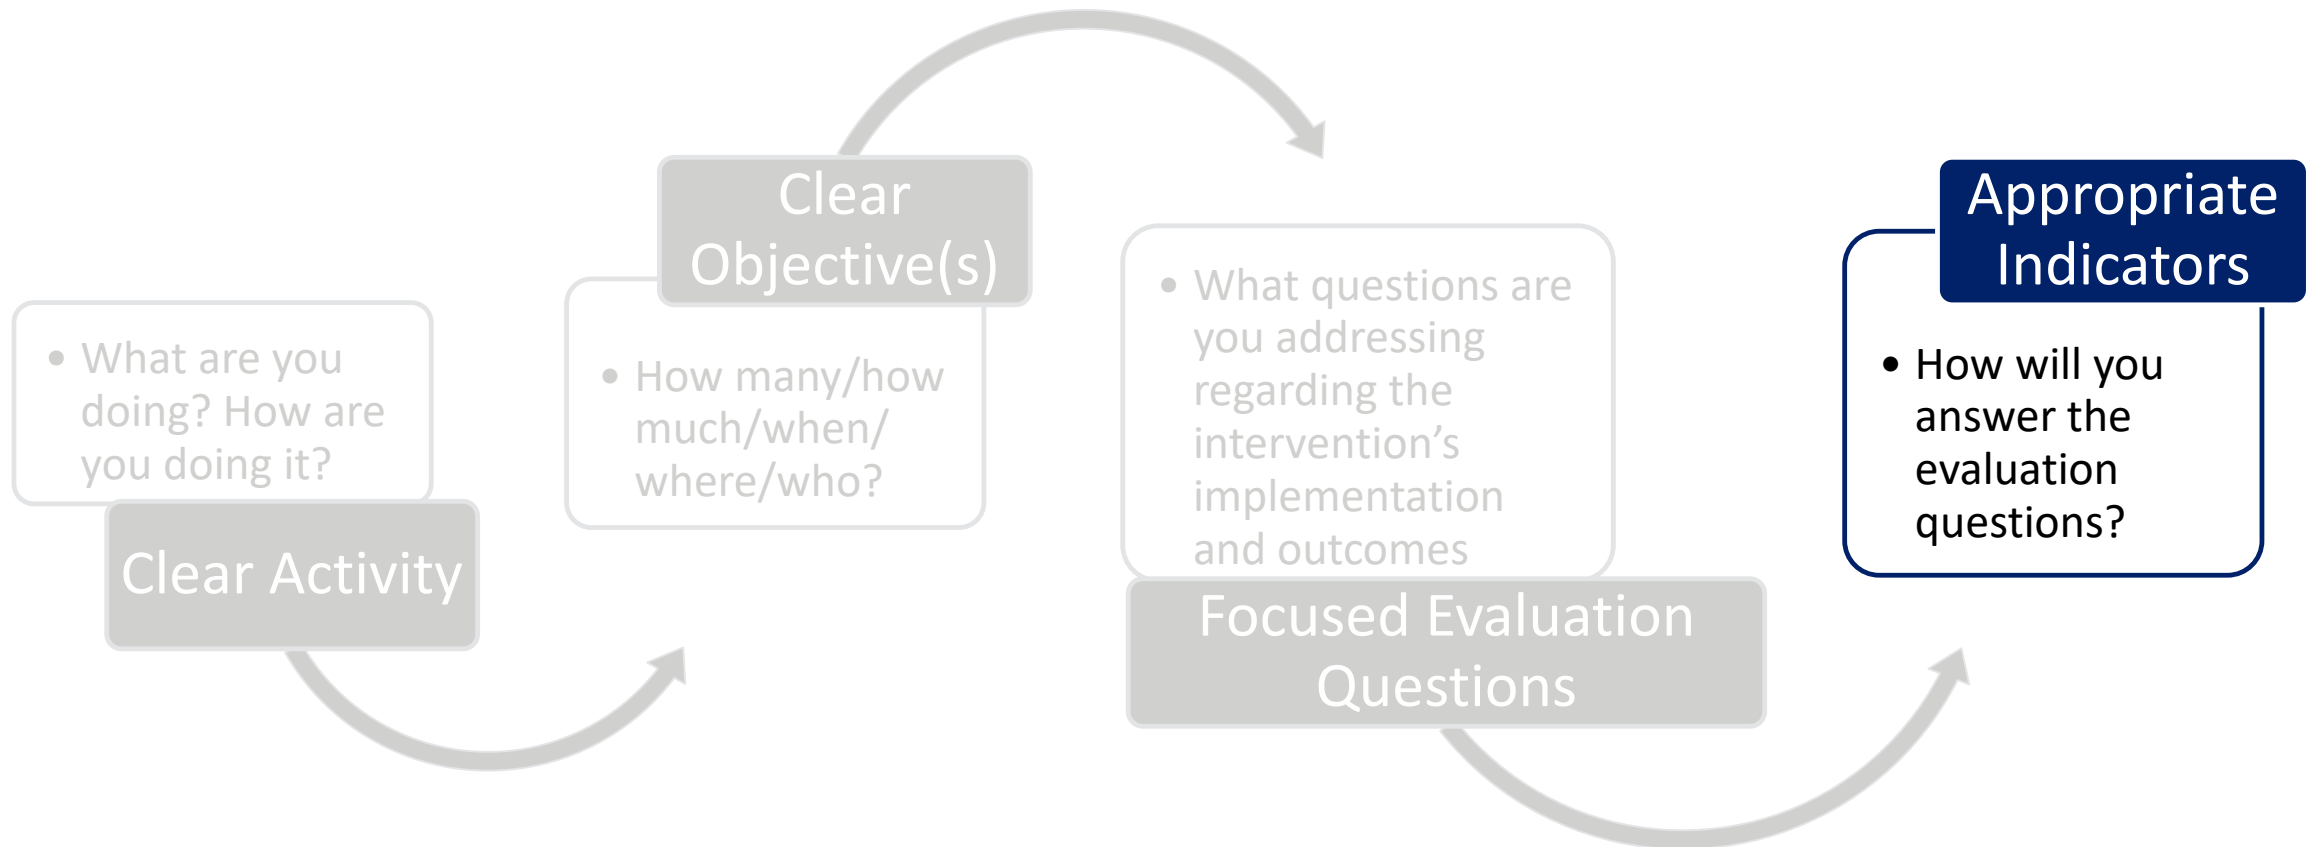 • What are you
doing? How are
you doing it?
Clear Activity
Clear
Objective(s)
• How many/how
much/when/
where/who?
• What questions are
you addressing
regarding the
intervention’s
implementation
and outcomes
Focused Evaluation
Questions
Appropriate
Indicators
• How will you
answer the
evaluation
questions?